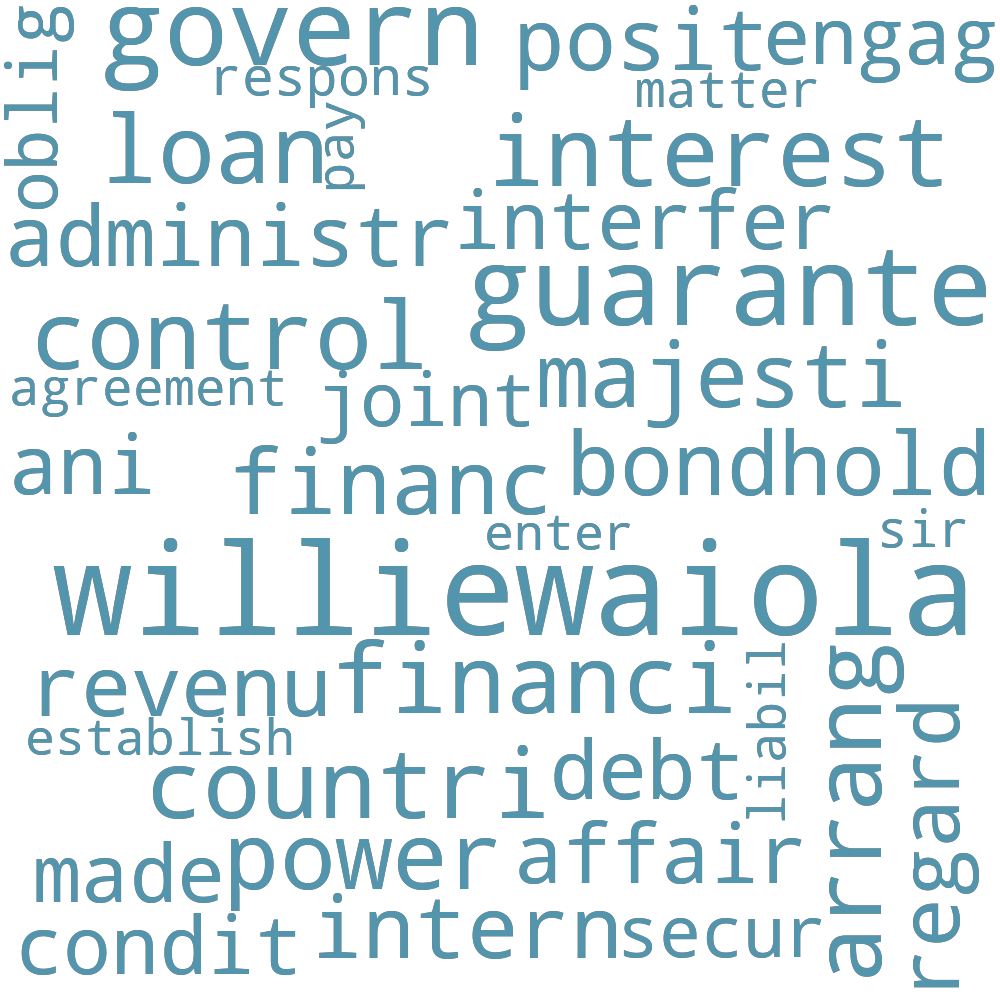 govern
posit
engag
oblig
respons
matter
loan
pay
interest
administr
interfer
guarante
control
majesti
agreement
joint
ani
financ
bondhold
enter
sir
williewaiola
revenu
financi
liabil
arrang
regard
establish
countri
debt
made
power
affair
condit
intern
secur